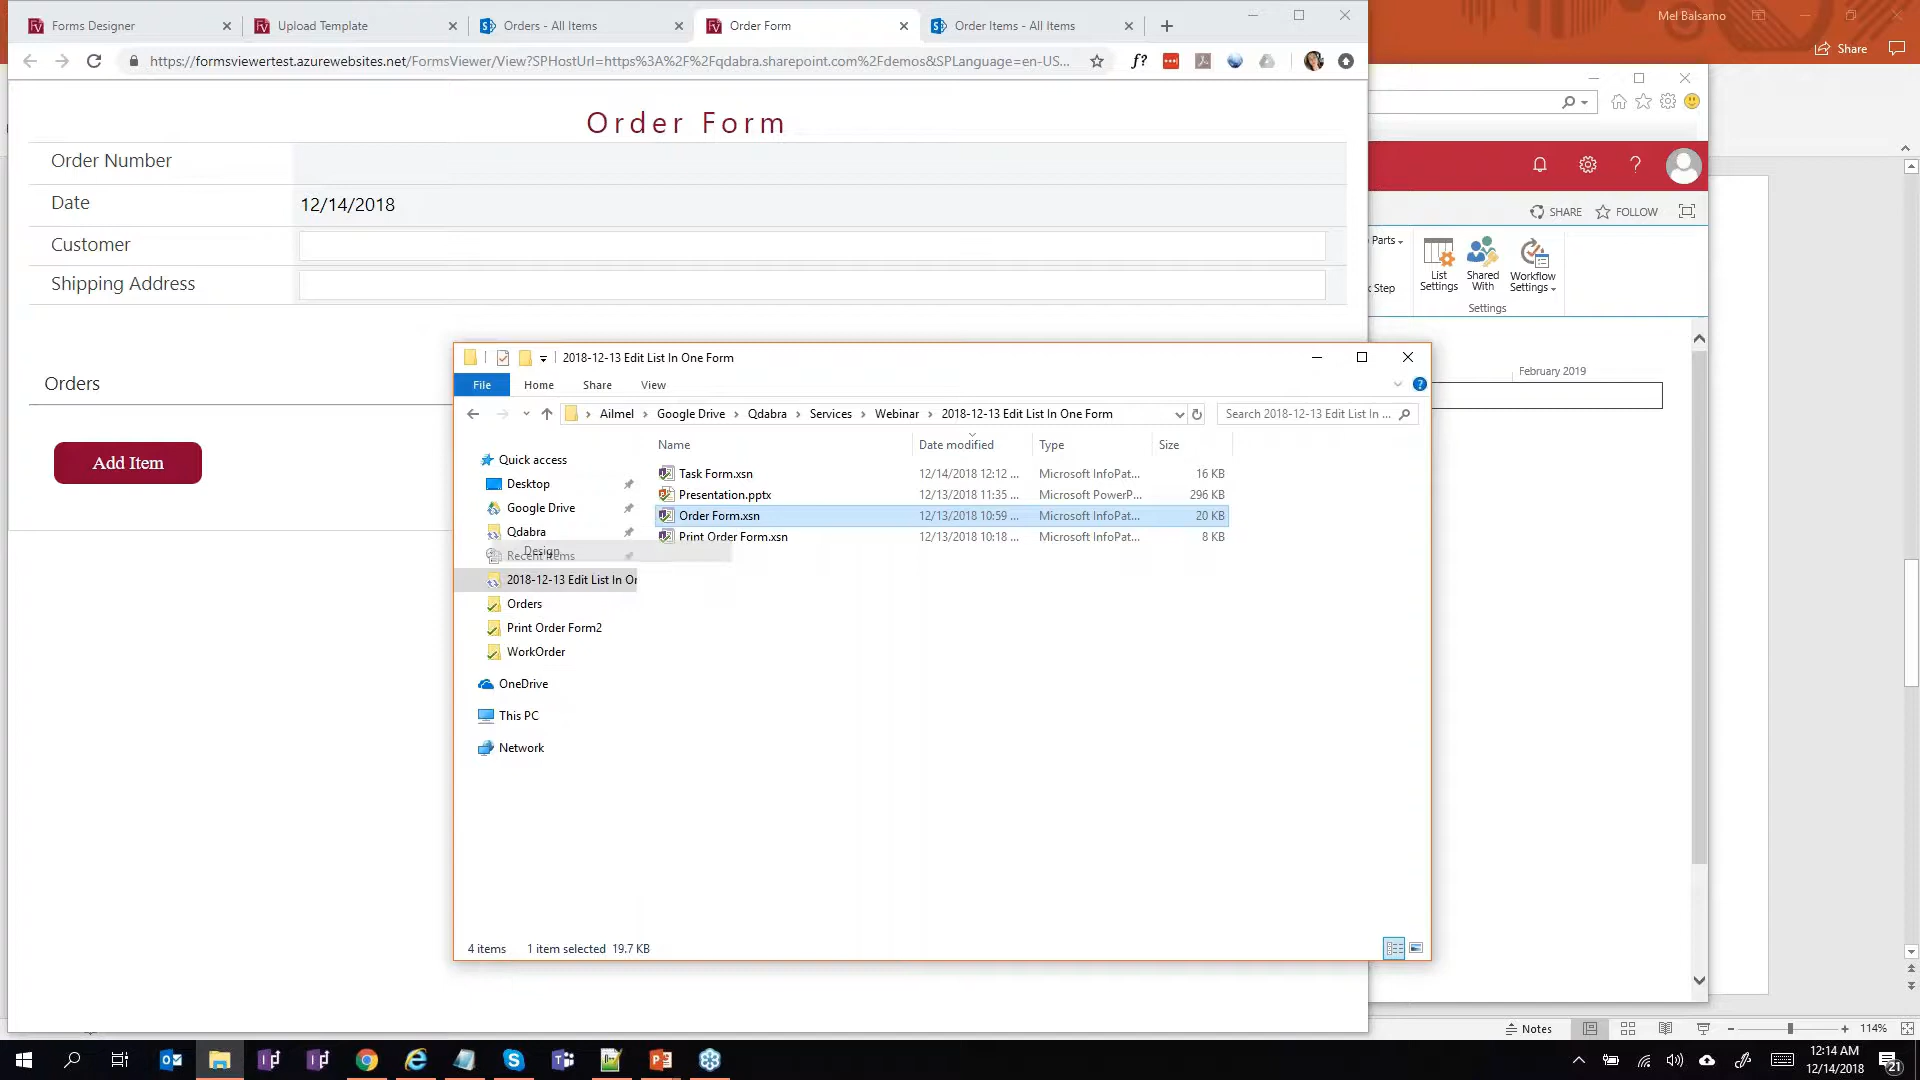 Forms Designer
Upload Template
Orders - All Items
Order Form
Order Items - All Items
Mel Balsamo
Share
https://formsviewertest.azurewebsites.net/FormsViewer/View?SPHostUrl=https%3A%2F%2Fqdabra.sharepoint.com%2Fdemos&SPLanguage=en-US...
f?
Order Form
Order Number
Date
12/14/2018
Customer
Shipping Address
Orders
Add Item
SHARE
FOLLOW
Parts
Step
List
Settings
Shared
With
Workflow
Settings
Settings
February 2019
2018-12-13 Edit List In One Form
File
Home
Share
View
Ailmel
Google Drive
Qdabra
Services
Webinar
2018-12-13 Edit List In One Form
Search 2018-12-13 Edit List In ...
Name
Date modified
Type
Size
Task Form.xsn
12/14/2018 12:12 ...
Microsoft InfoPat...
16 KB
Presentation.pptx
12/13/2018 11:35 ...
Microsoft PowerP...
296 KB
Order Form.xsn
12/13/2018 10:59 ...
Microsoft InfoPat...
20 KB
Print Order Form.xsn
12/13/2018 10:18 ...
Microsoft InfoPat...
8 KB
Quick access
Desktop
Google Drive
Qdabra
Design
Recent Items
2018-12-13 Edit List In Or
Orders
Print Order Form2
WorkOrder
OneDrive
This PC
Network
4 items
1 item selected 19.7 KB
Notes
114%
12:14 AM
12/14/2018
21